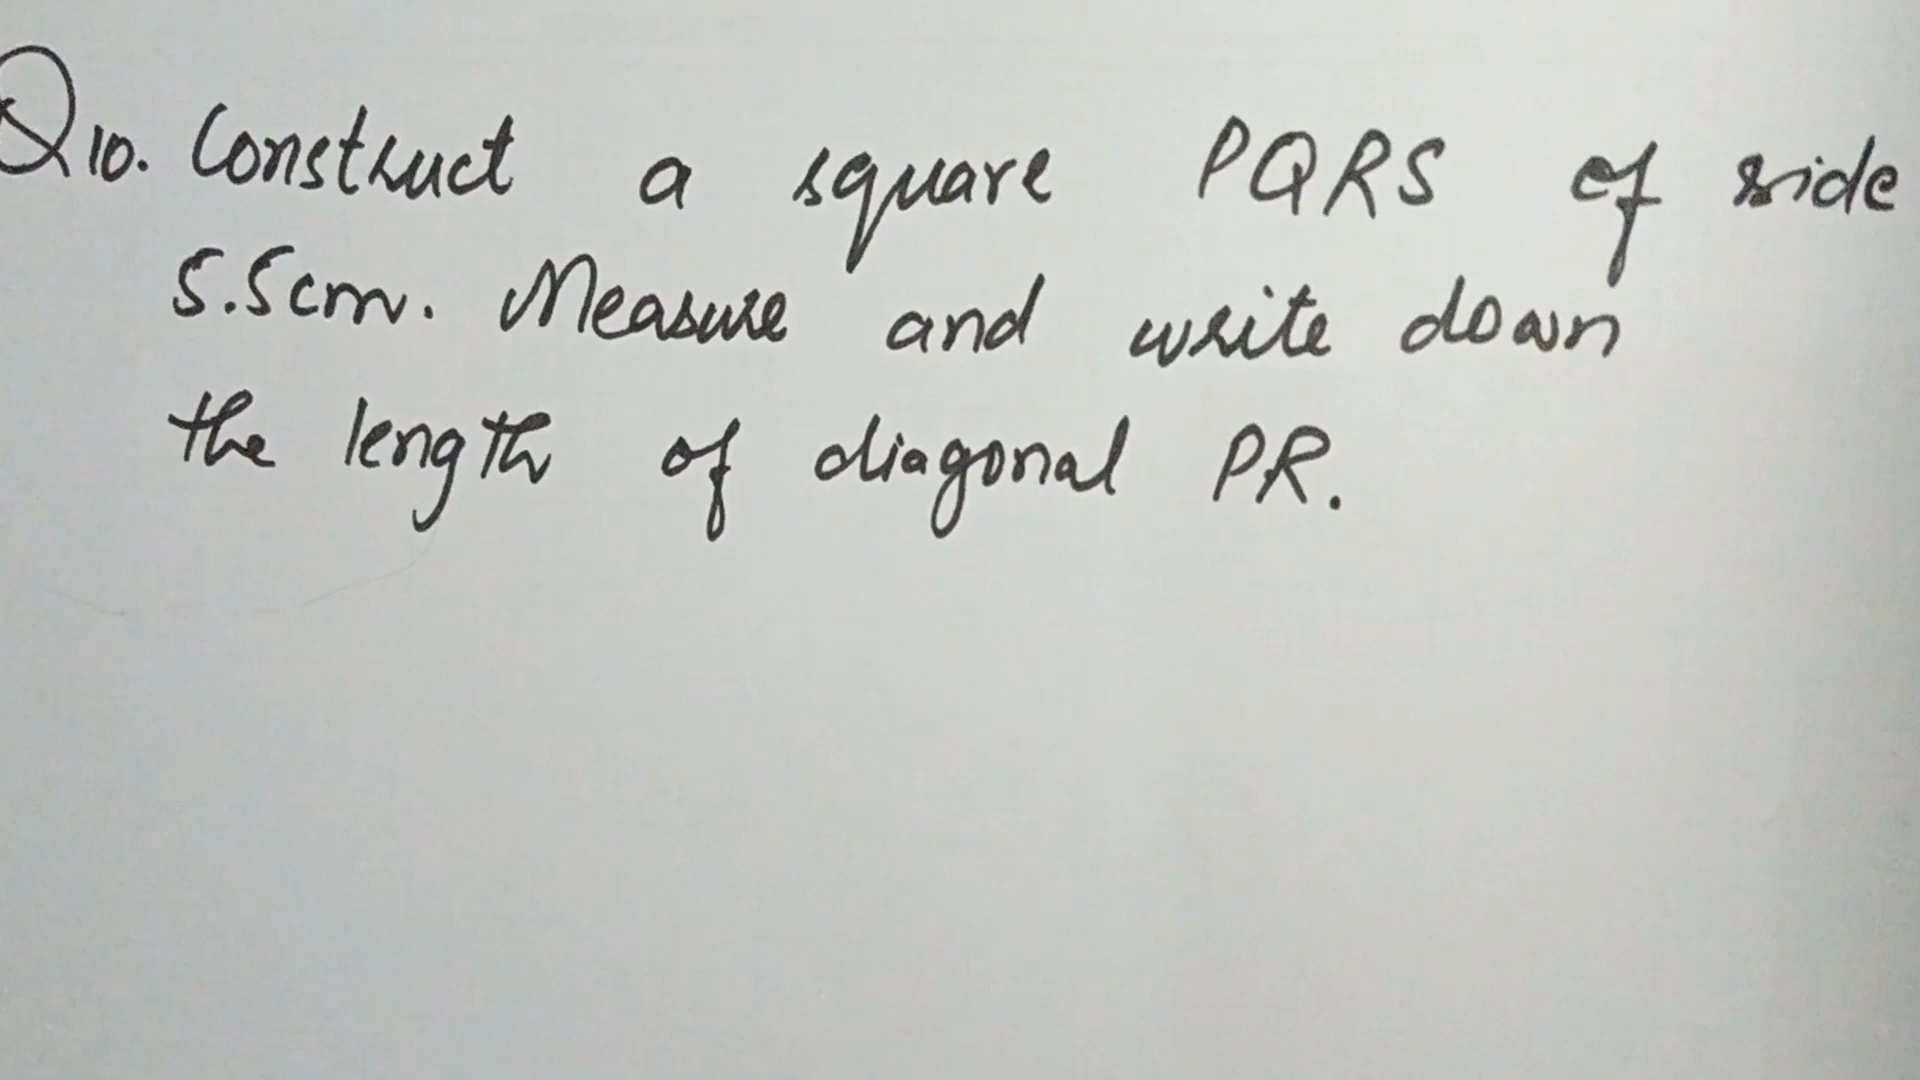 Q10. Construct a square PQRS of side
5.5cm. Measure and write down
the length of diagonal PR.